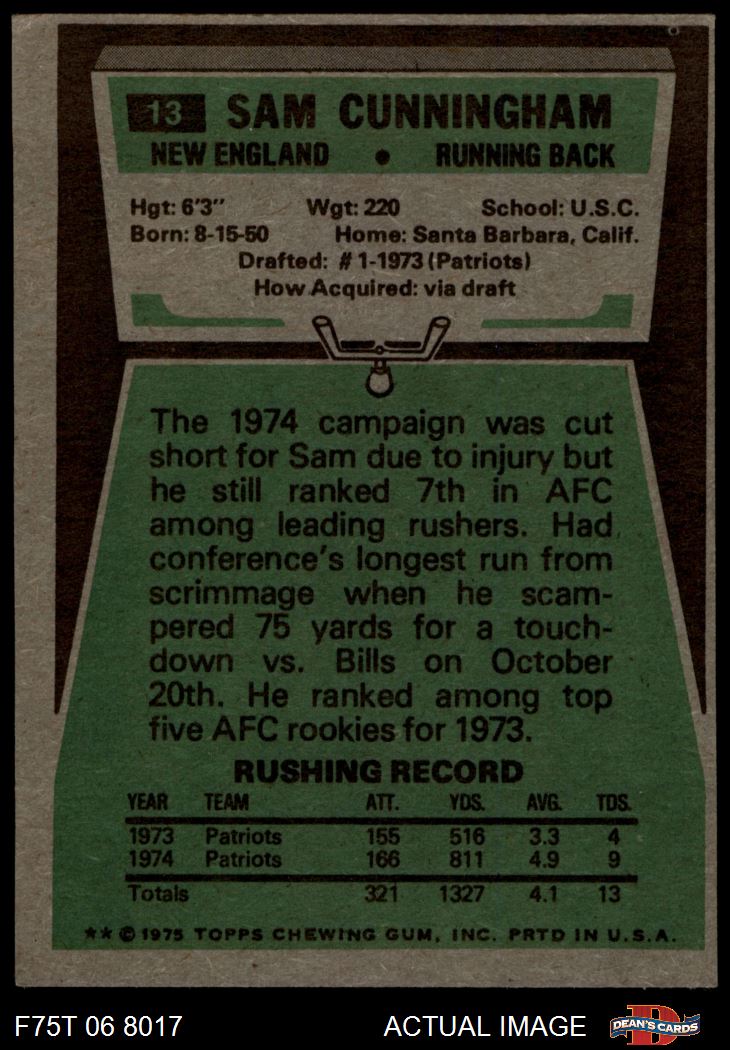 13 SAM CUNNINGHAM
NEW ENGLAND • RUNNING BACK
Hgt: 6'3" Wgt: 220 School: U.S.C.
Born: 8-15-50 Home: Santa Barbara, Calif.
Drafted: #1-1973 (Patriots)
How Acquired: via draft
The 1974 campaign was cut
short for Sam due to injury but
he still ranked 7th in AFC
among leading rushers. Had
conference's longest run from
scrimmage when he scam-
pered 75 yards for a touch-
down vs. Bills on October
20th. He ranked among top
five AFC rookies for 1973.
RUSHING RECORD
YEAR TEAM ATT. YDS. AVG. TDS.
1973 Patriots 155 516 3.3 4
1974 Patriots 166 811 4.9 9
Totals 321 1327 4.1 13
★★ © 1975 TOPPS CHEWING GUM, INC. PRTD IN U.S.A.
F75T 06 8017 ACTUAL IMAGE DEAN'S CARDS